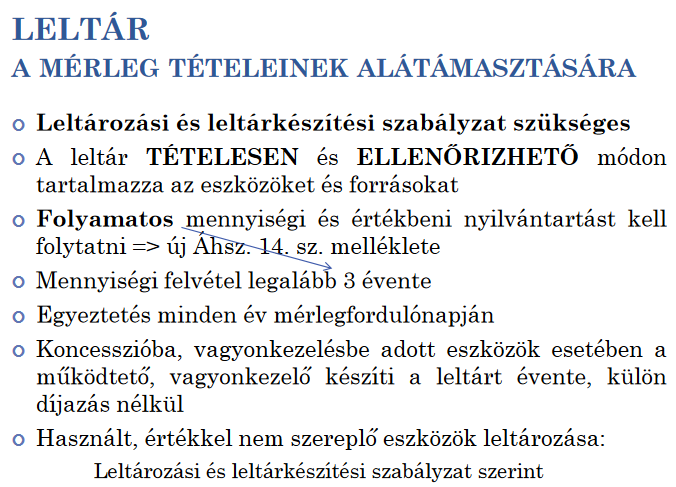 LELTÁR
A MÉRLEG TÉTELEINEK ALÁTÁMASZTÁSÁRA
Leltározási és leltárkészítési szabályzat szükséges
A leltár TÉTELESEN és ELLENŐRIZHETŐ módon
tartalmazza az eszközöket és forrásokat
Folyamatos mennyiségi és értékbeni nyilvántartást kell
folytatni => új Áhsz. 14. sz. melléklete
Mennyiségi felvétel legalább 3 évente
Egyeztetés minden év mérlegfordulónapján
Koncesszióba, vagyonkezelésbe adott eszközök esetében a
működtető, vagyonkezelő készíti a leltárt évente, külön
díjazás nélkül
Használt, értékkel nem szereplő eszközök leltározása:
Leltározási és leltárkészítési szabályzat szerint